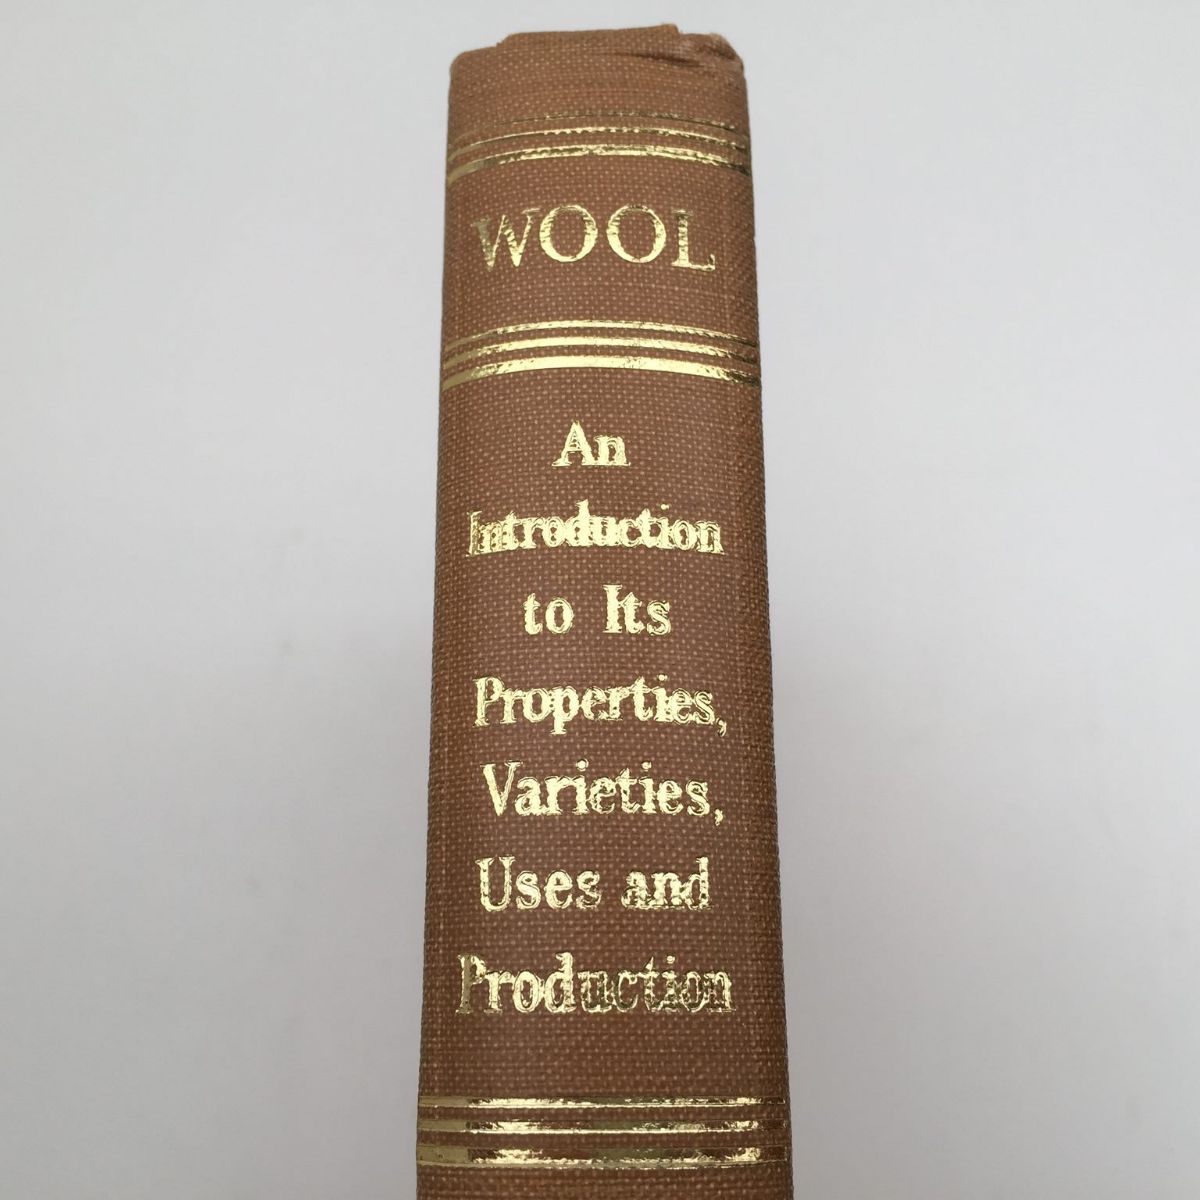 WOOL
An
Introduction
to Its
Properties,
Varieties,
Uses and
Production